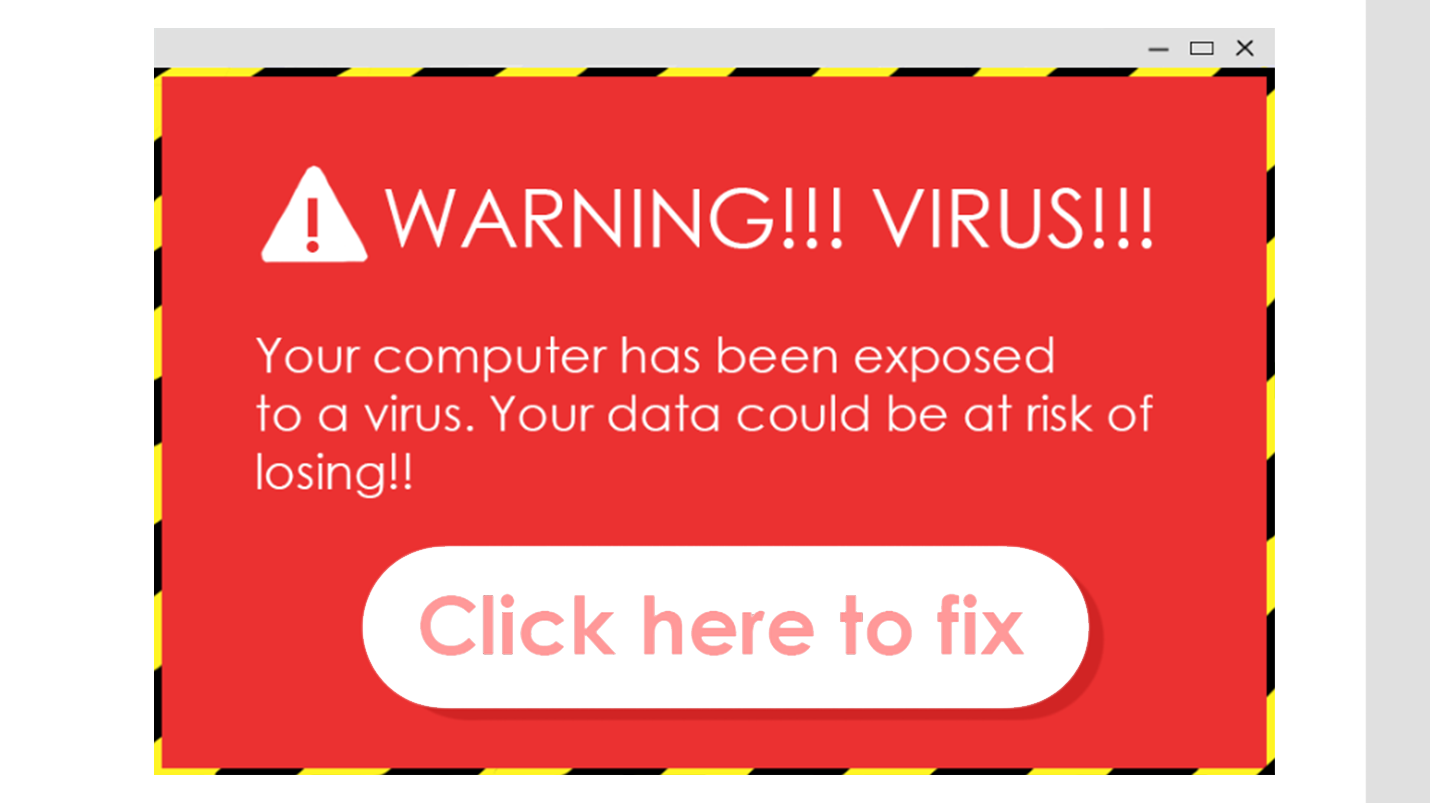 WARNING!!! VIRUS!!!
Your computer has been exposed
to a virus. Your data could be at risk of
losing!!
Click here to fix